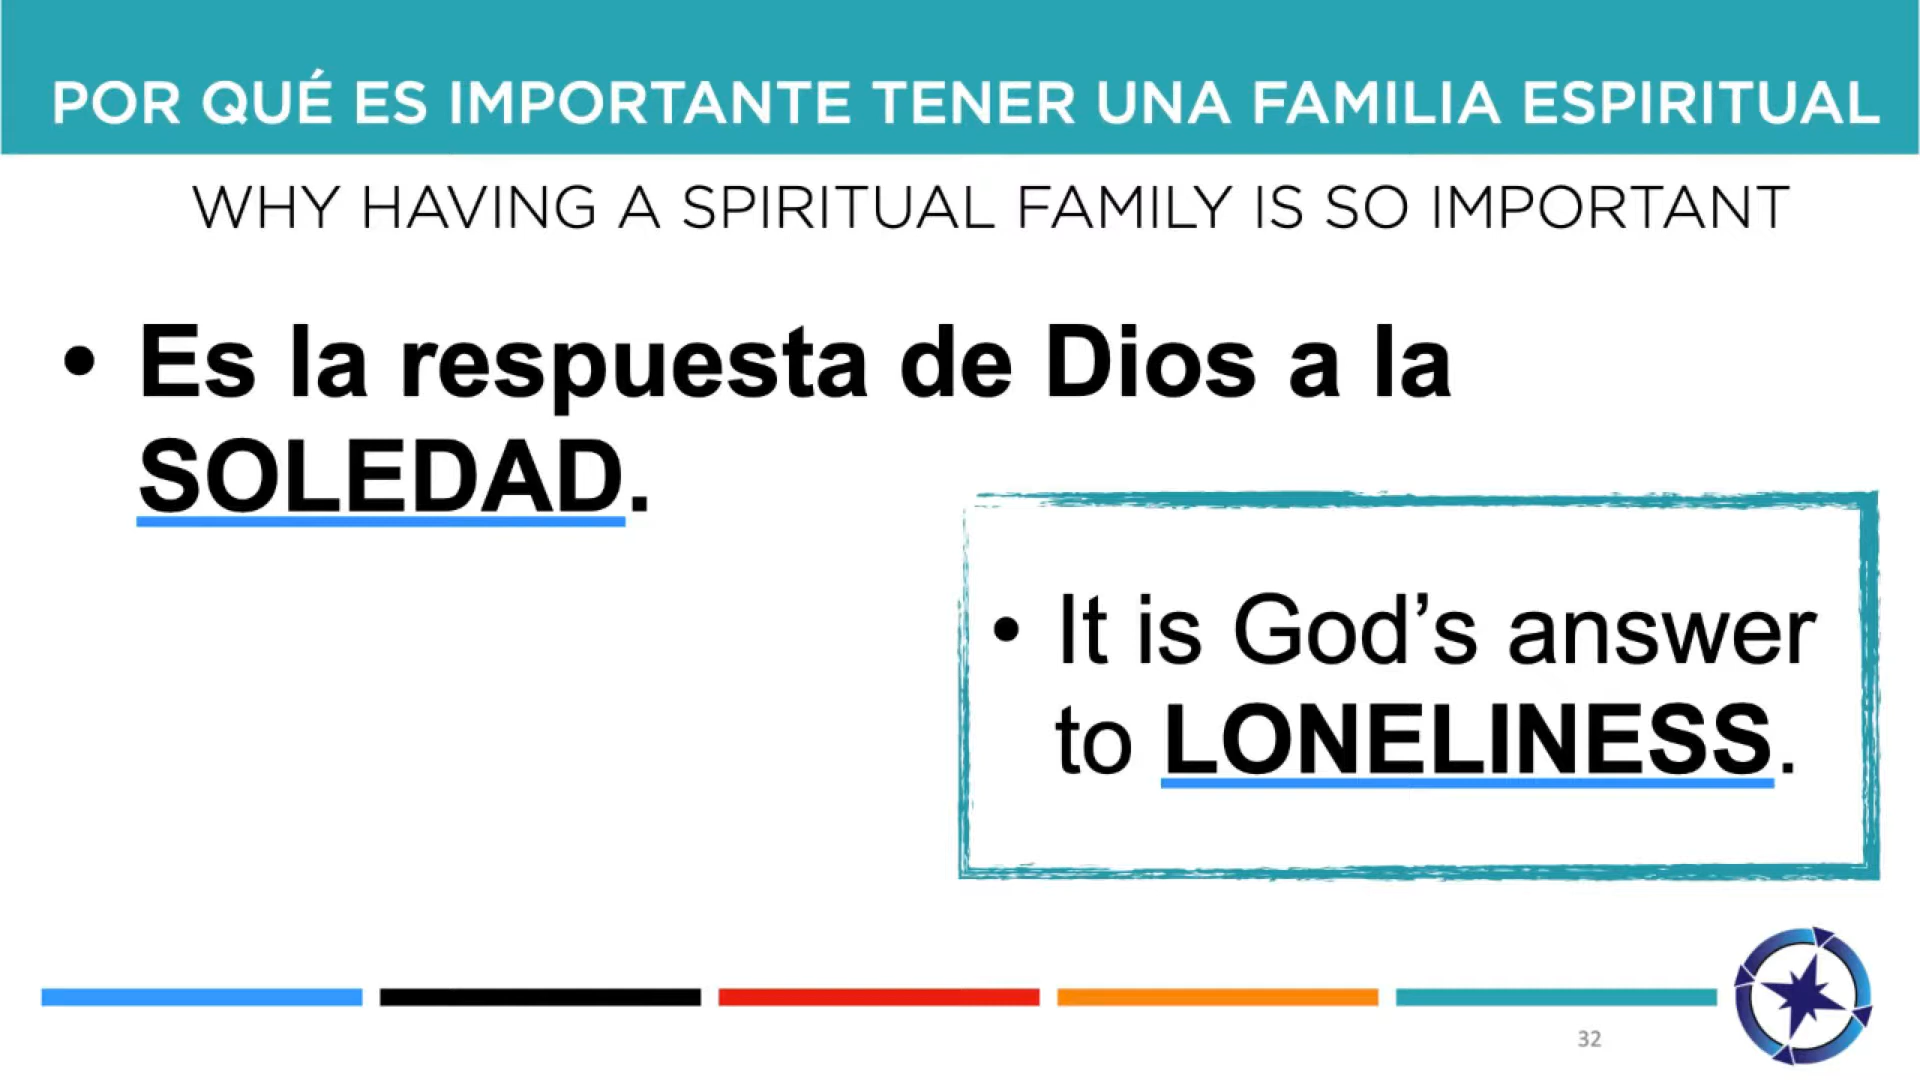 POR QUÉ ES IMPORTANTE TENER UNA FAMILIA ESPIRITUAL
WHY HAVING A SPIRITUAL FAMILY IS SO IMPORTANT
• Es la respuesta de Dios a la
SOLEDAD.
• It is God’s answer
to LONELINESS.
32